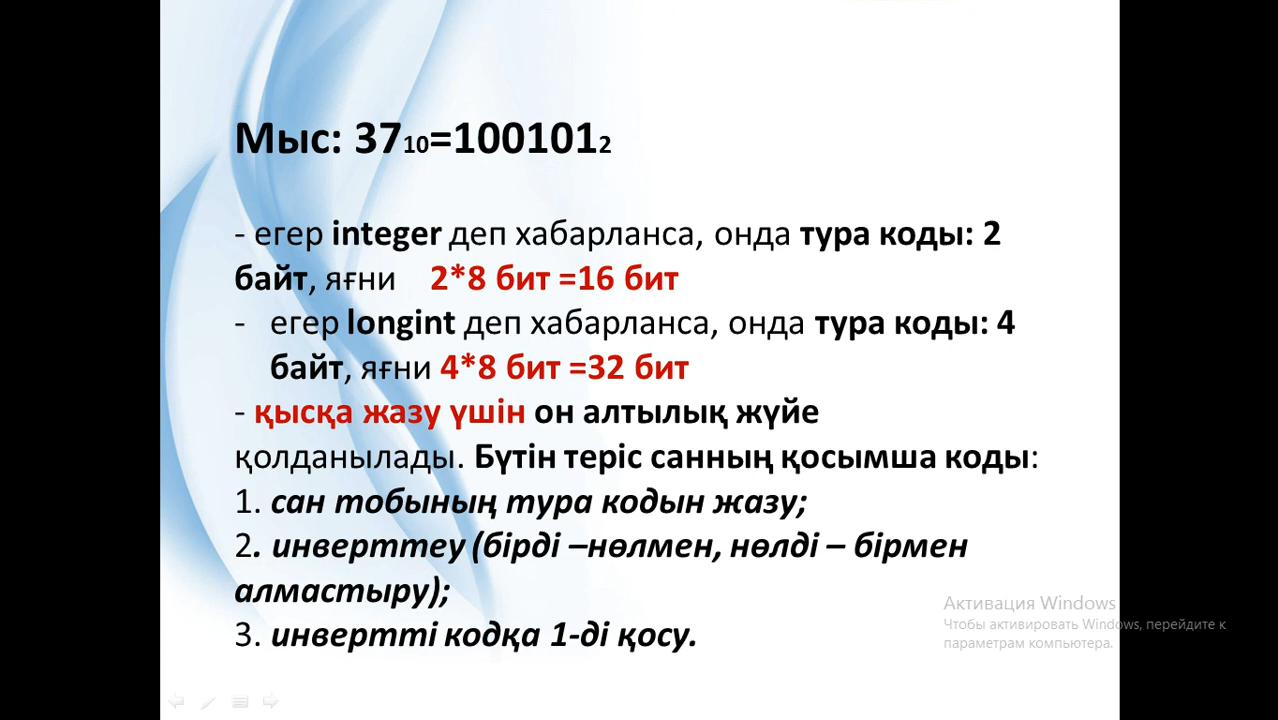 Мыс: 37₁₀=100101₂
- егер integer деп хабарланса, онда тура коды: 2
байт, яғни 2*8 бит =16 бит
- егер longint деп хабарланса, онда тура коды: 4
байт, яғни 4*8 бит =32 бит
- қысқа жазу үшін он алтылық жүйе
қолданылады. Бүтін теріс санның қосымша коды:
1. сан тобының тура кодын жазу;
2. инверттеу (бірді –нөлмен, нөлді – бірмен
алмастыру);
3. инвертті кодқа 1-ді қосу.
Активация Windows
Чтобы активировать Windows, перейдите к
параметрам компьютера.